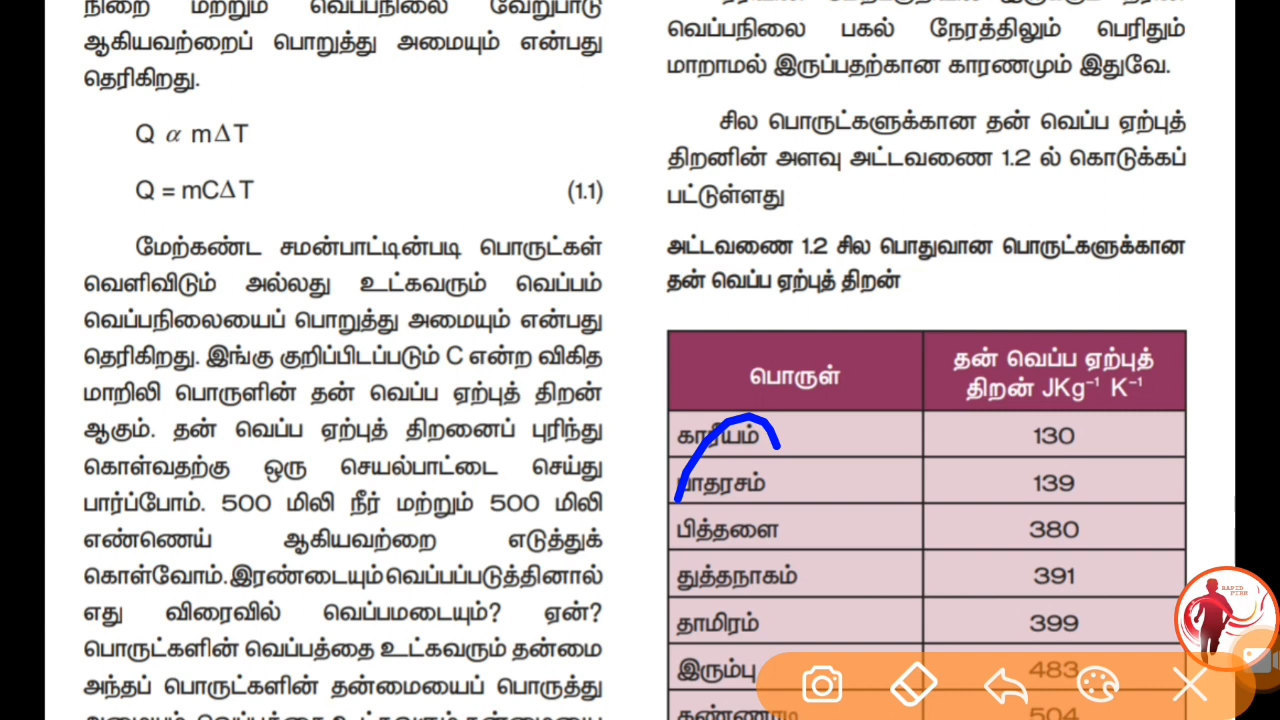 நிறை மற்றும் வெப்பநிலை வேறுபாடு
ஆகியவற்றைப் பொறுத்து அமையும் என்பது
தெரிகிறது.
Q α mΔT
Q = mCΔT (1.1)
மேற்கண்ட சமன்பாட்டின்படி பொருட்கள்
வெளிவிடும் அல்லது உட்கவரும் வெப்பம்
வெப்பநிலையைப் பொறுத்து அமையும் என்பது
தெரிகிறது. இங்கு குறிப்பிடப்படும் C என்ற விகித
மாறிலி பொருளின் தன் வெப்ப ஏற்புத் திறன்
ஆகும். தன் வெப்ப ஏற்புத் திறனைப் புரிந்து
கொள்வதற்கு ஒரு செயல்பாட்டை செய்து
பார்ப்போம். 500 மிலி நீர் மற்றும் 500 மிலி
எண்ணெய் ஆகியவற்றை எடுத்துக்
கொள்வோம்.இரண்டையும் வெப்பப்படுத்தினால்
எது விரைவில் வெப்பமடையும்? ஏன்?
பொருட்களின் வெப்பத்தை உட்கவரும் தன்மை
அந்தப் பொருட்களின் தன்மையைப் பொருத்து
வெப்பநிலை பகல் நேரத்திலும் பெரிதும்
மாறாமல் இருப்பதற்கான காரணமும் இதுவே.
சில பொருட்களுக்கான தன் வெப்ப ஏற்புத்
திறனின் அளவு அட்டவணை 1.2 ல் கொடுக்கப்
பட்டுள்ளது
அட்டவணை 1.2 சில பொதுவான பொருட்களுக்கான
தன் வெப்ப ஏற்புத் திறன்
பொருள் தன் வெப்ப ஏற்புத்
திறன் JKg⁻¹ K⁻¹
காரீயம் 130
பாதரசம் 139
பித்தளை 380
துத்தநாகம் 391
தாமிரம் 399
இரும்பு 483
கண்ணாடி 504
RAPID
FIRE